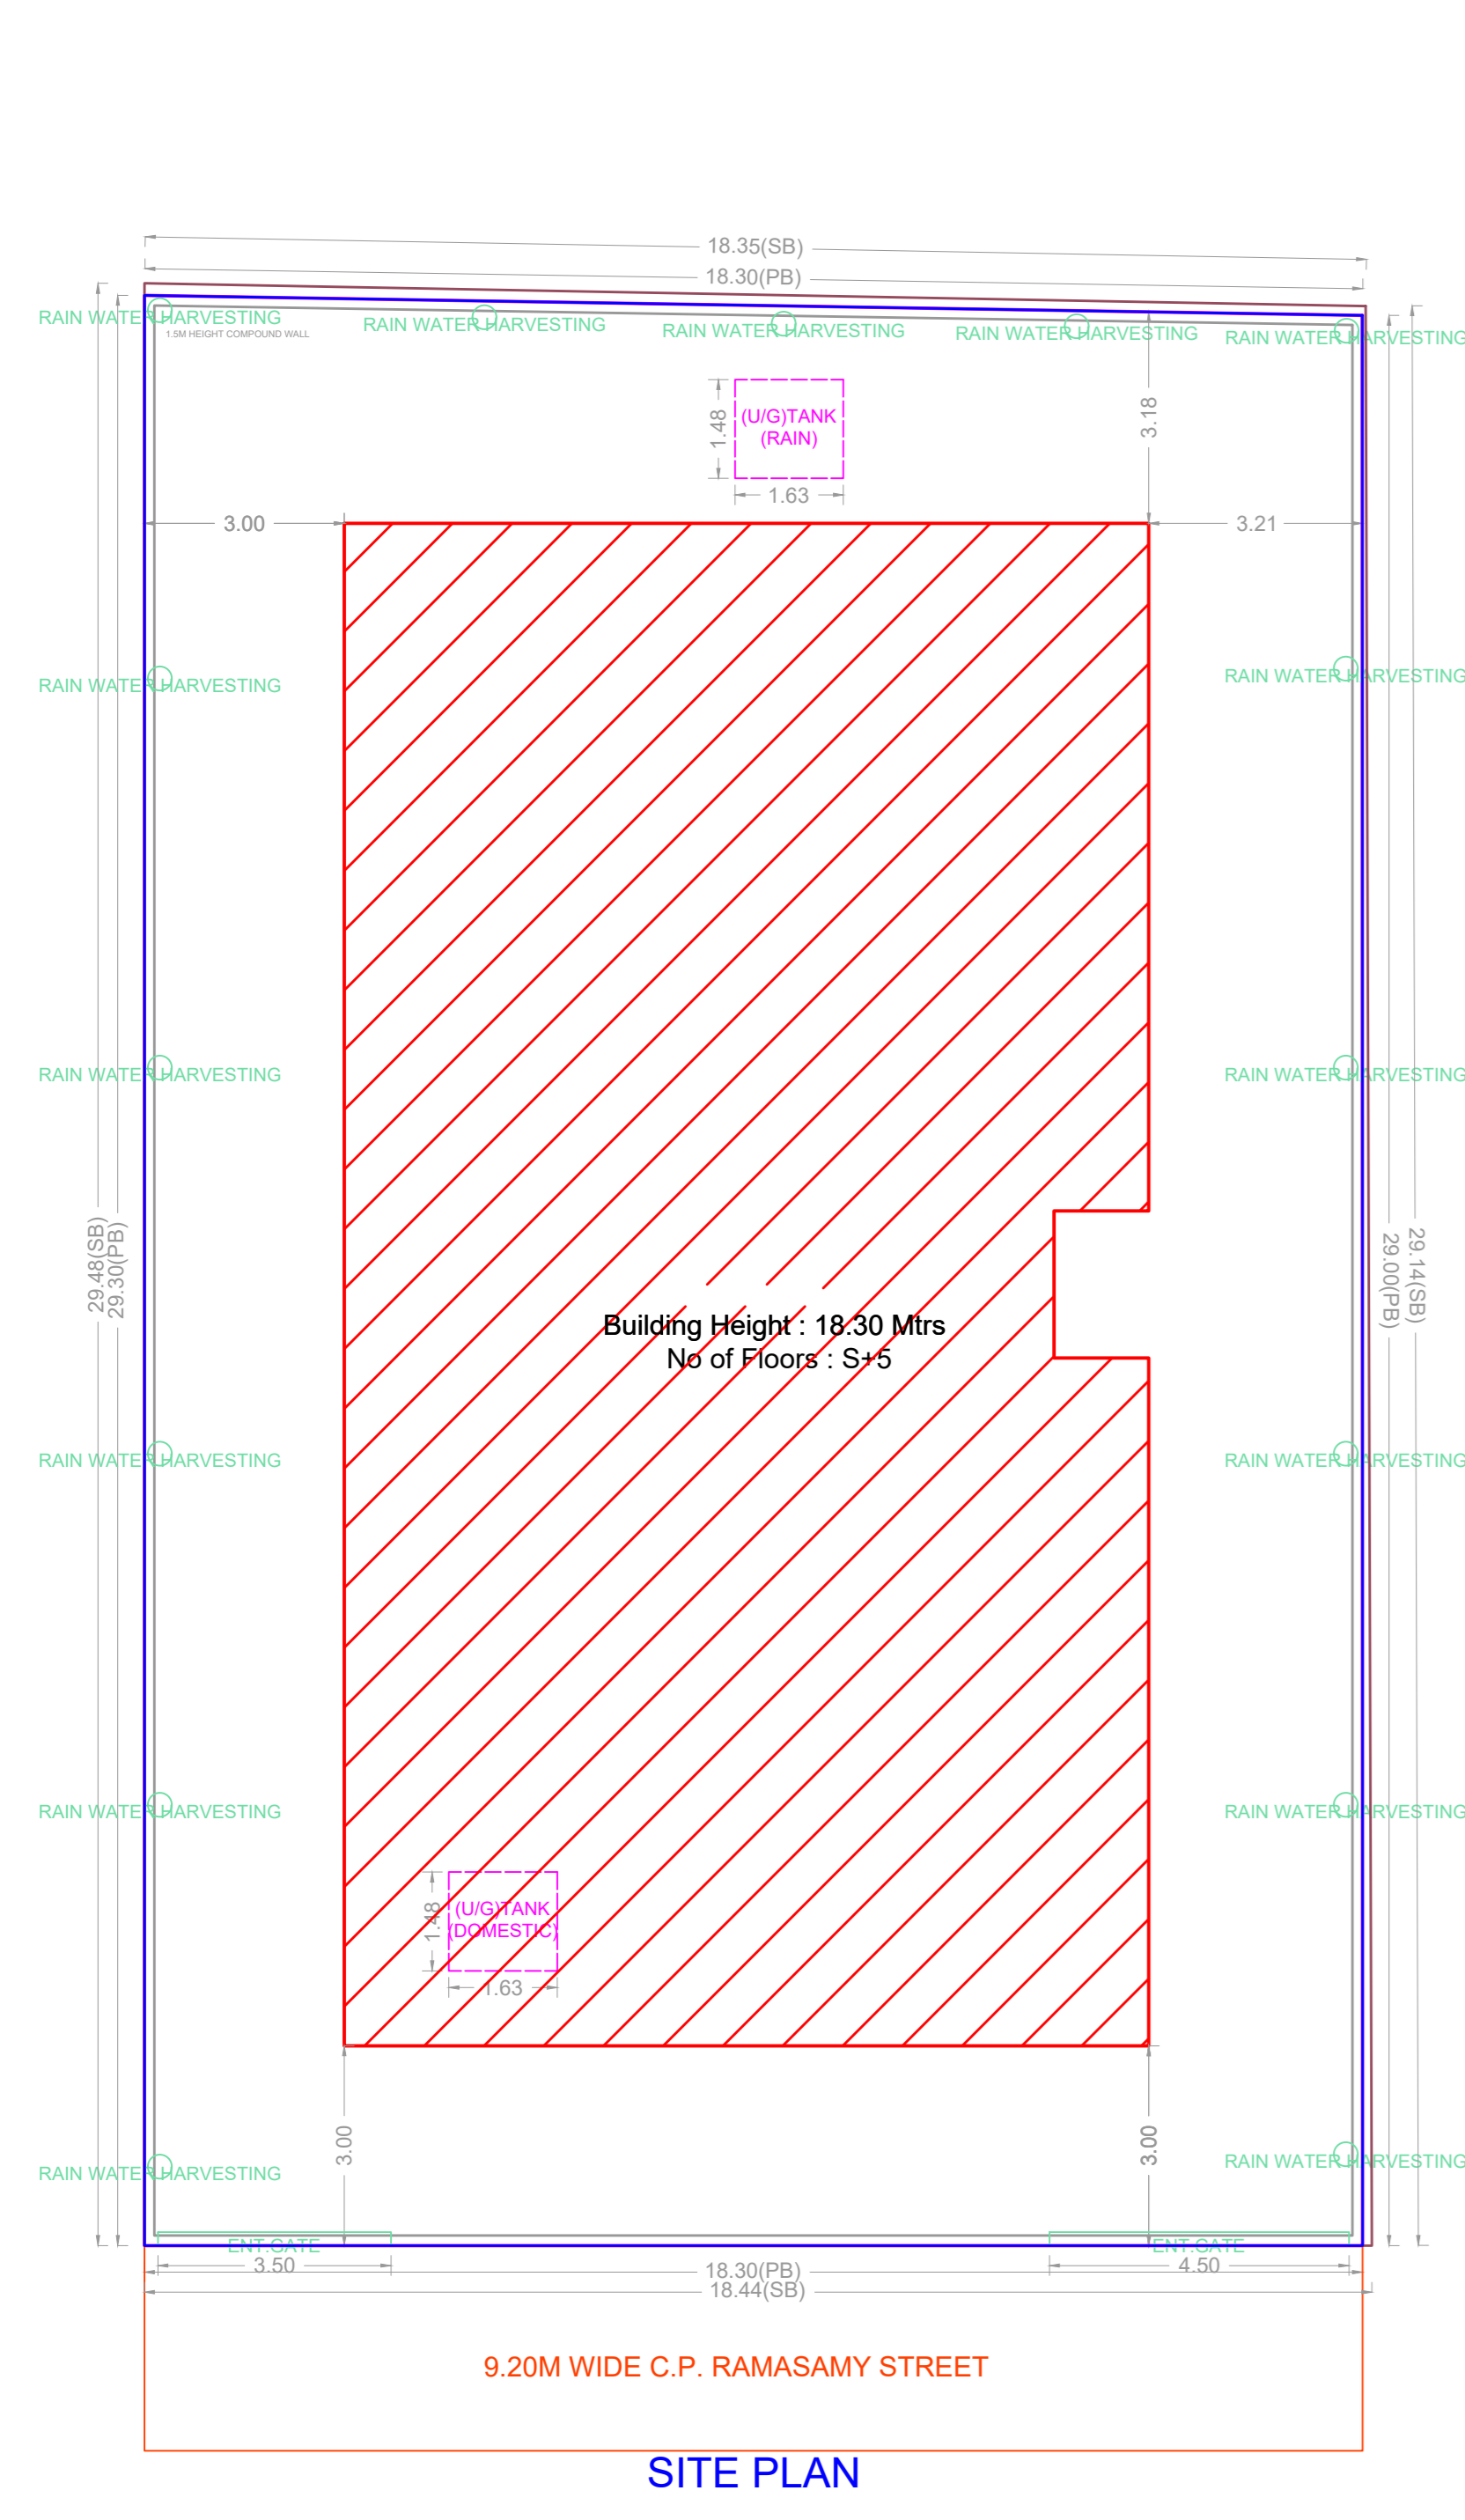 18.35(SB)
18.30(PB)
RAIN WATER HARVESTING
RAIN WATER HARVESTING
RAIN WATER HARVESTING
RAIN WATER HARVESTING
RAIN WATER HARVESTING
1.5M HEIGHT COMPOUND WALL
1.48
(U/G)TANK
(RAIN)
3.18
1.63
3.00
3.21
RAIN WATER HARVESTING
RAIN WATER HARVESTING
RAIN WATER HARVESTING
RAIN WATER HARVESTING
29.48(SB)
29.30(PB)
29.00(PB)
29.14(SB)
Building Height : 18.30 Mtrs
No of Floors : S+5
RAIN WATER HARVESTING
RAIN WATER HARVESTING
RAIN WATER HARVESTING
RAIN WATER HARVESTING
1.48
(U/G)TANK
(DOMESTIC)
1.63
3.00
3.00
RAIN WATER HARVESTING
RAIN WATER HARVESTING
ENT.GATE
ENT.GATE
3.50
4.50
18.30(PB)
18.44(SB)
9.20M WIDE C.P. RAMASAMY STREET
SITE PLAN